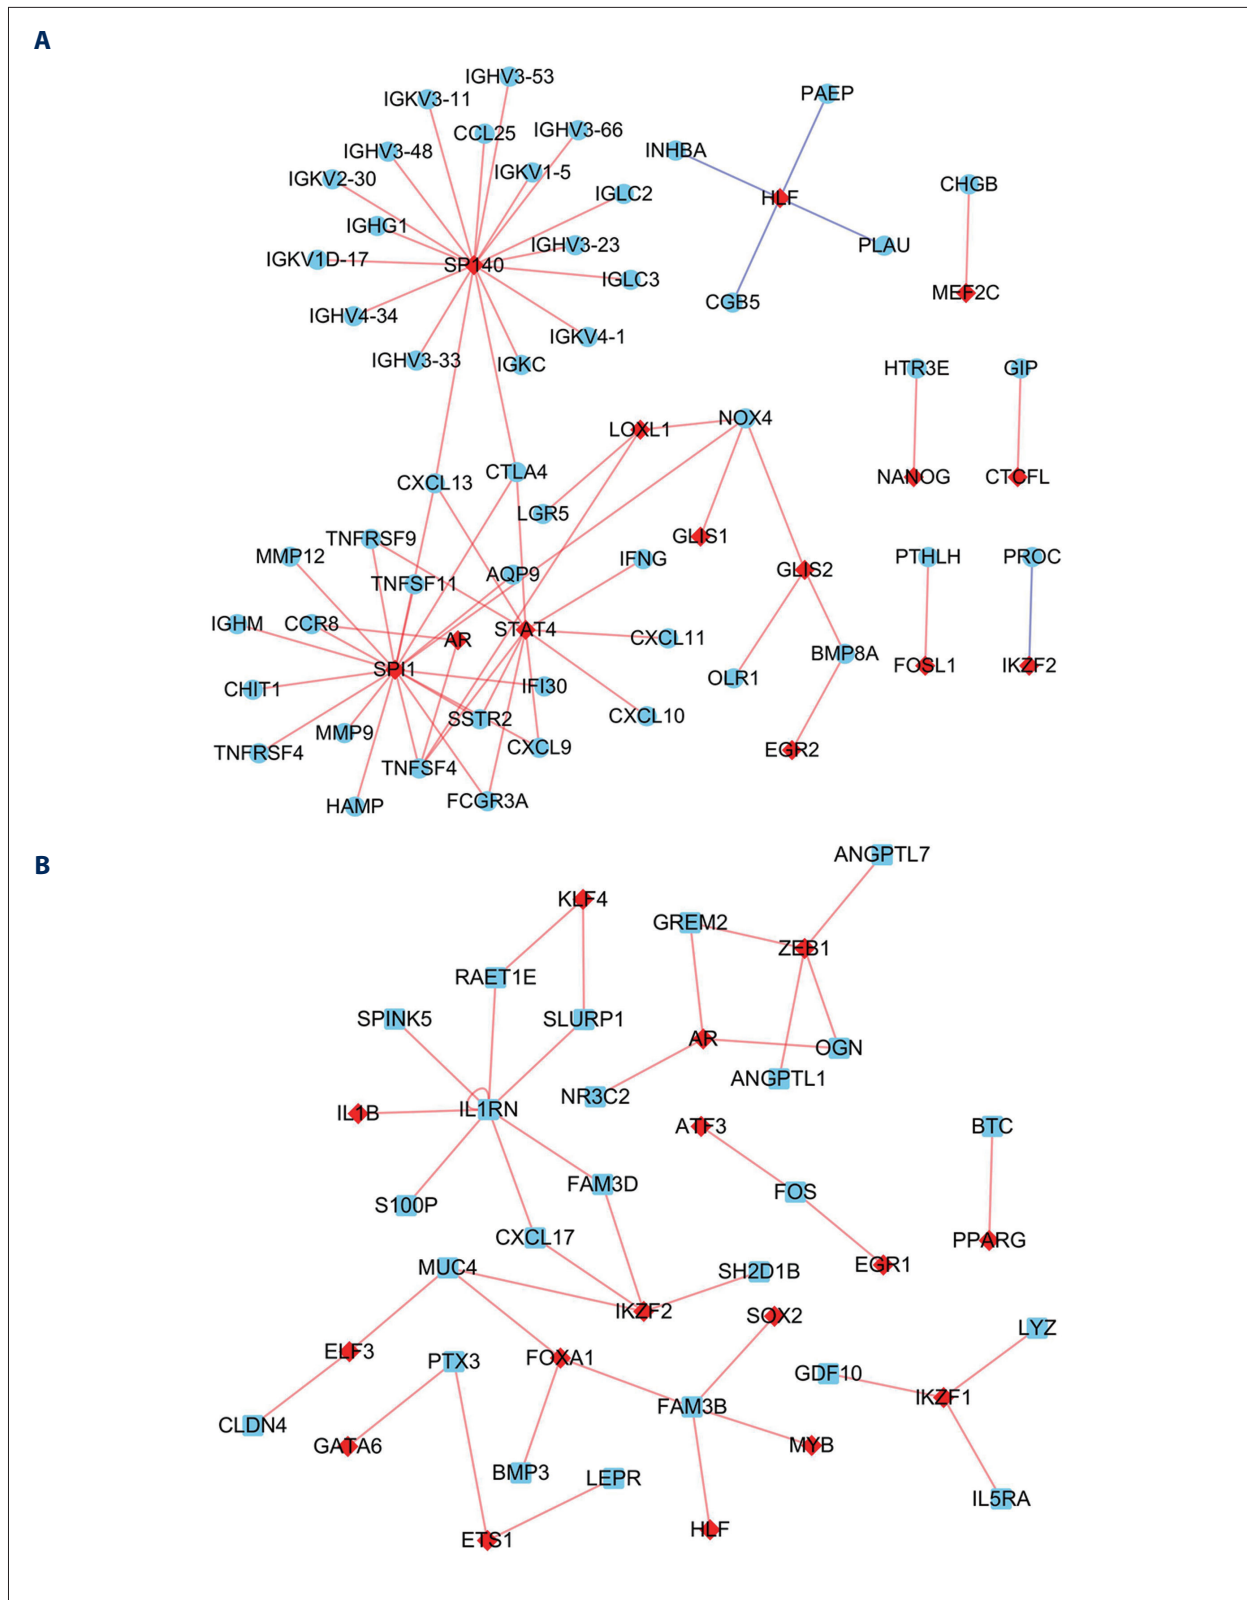 A
IGHV3-53
PAEP
IGKV3-11
CCL25
IGHV3-66
IGHV3-48
INHBA
IGKV2-30
IGKV1-5
CHGB
IGLC2
HLF
IGHG1
IGHV3-23
PLAU
IGKV1D-17
SP140
IGLC3
MEF2C
CGB5
IGHV4-34
IGKV4-1
IGHV3-33
IGKC
HTR3E
GIP
LOXL1
NOX4
CXCL13
CTLA4
NANOG
CTCFL
LGR5
TNFRSF9
GLIS1
MMP12
IFNG
PTHLH
PROC
TNFSF11
AQP9
GLIS2
IGHM
CCR8
AR
STAT4
CXCL11
BMP8A
SPI1
FOSL1
IKZF2
CHIT1
IFI30
OLR1
SSTR2
CXCL10
MMP9
TNFRSF4
CXCL9
EGR2
TNFSF4
HAMP
FCGR3A
B
ANGPTL7
KLF4
GREM2
ZEB1
RAET1E
SPINK5
SLURP1
AR
OGN
ANGPTL1
NR3C2
IL1B
IL1RN
ATF3
BTC
FAM3D
FOS
S100P
CXCL17
PPARG
MUC4
SH2D1B
EGR1
IKZF2
SOX2
LYZ
ELF3
PTX3
FOXA1
GDF10
IKZF1
FAM3B
CLDN4
GATA6
MYB
BMP3
LEPR
IL5RA
ETS1
HLF